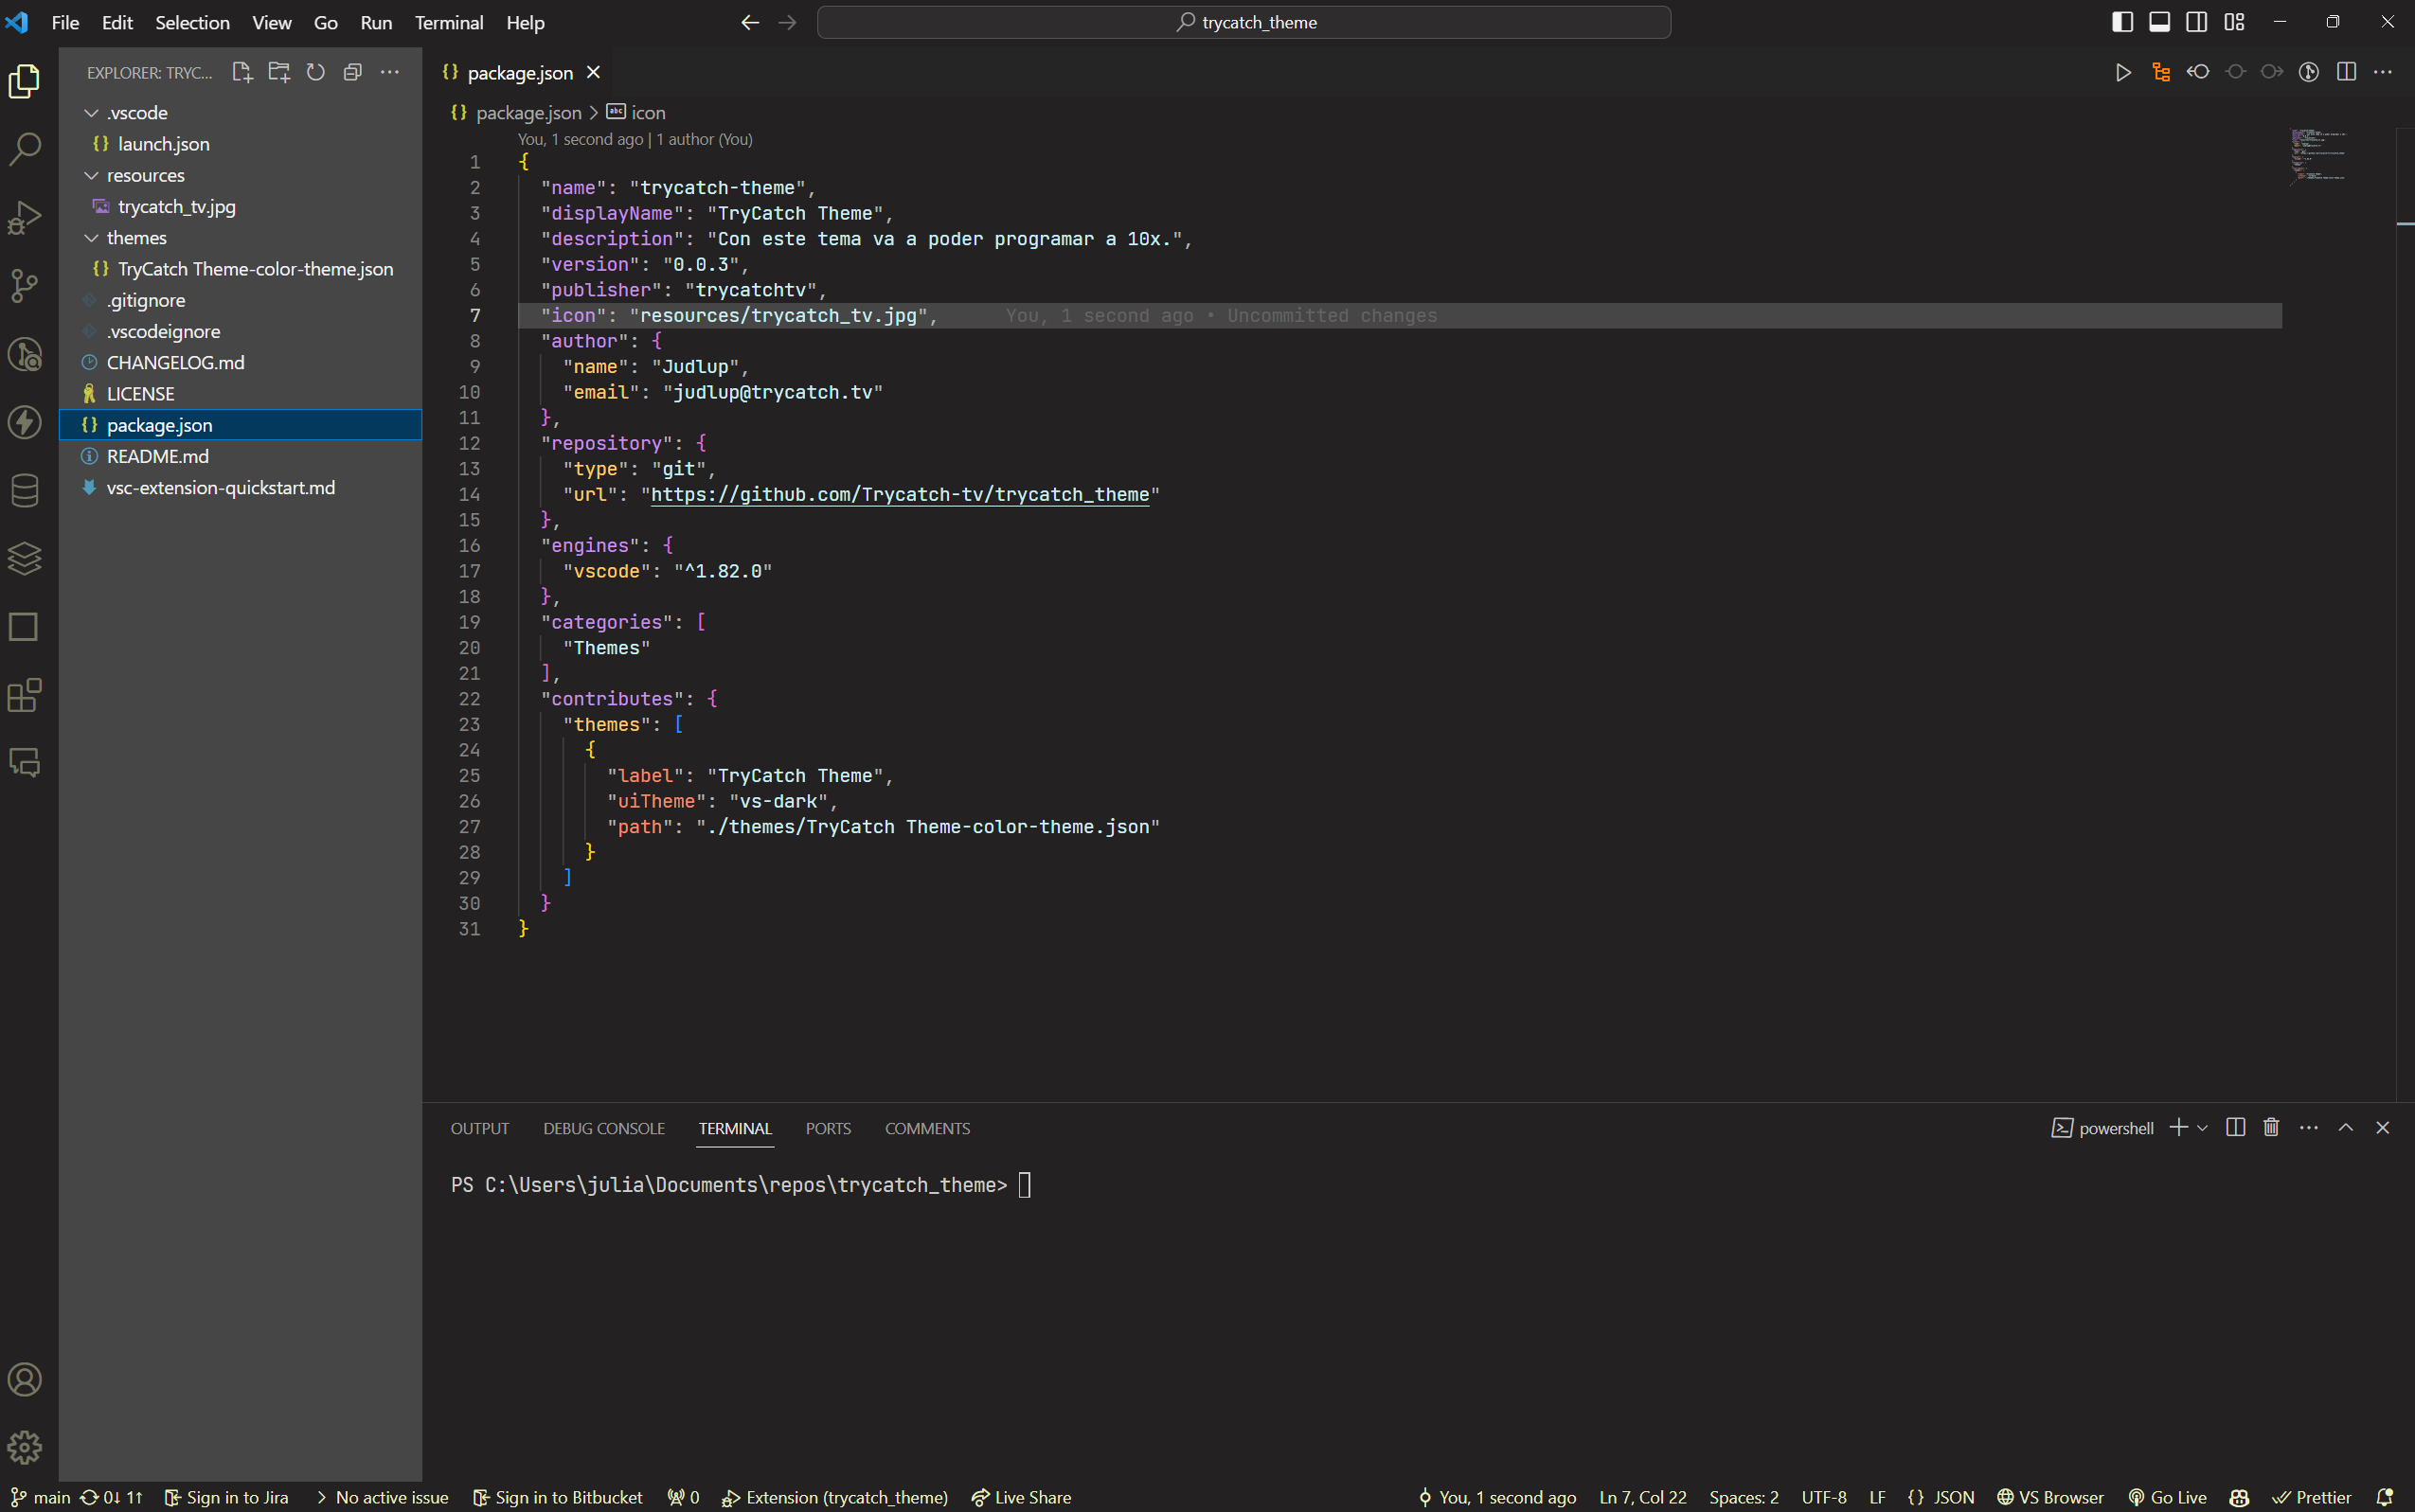 File Edit Selection View Go Run Terminal Help
trycatch_theme
EXPLORER: TRYC...
.vscode
launch.json
resources
trycatch_tv.jpg
themes
TryCatch Theme-color-theme.json
.gitignore
.vscodeignore
CHANGELOG.md
LICENSE
package.json
README.md
vsc-extension-quickstart.md
package.json
package.json > icon
You, 1 second ago | 1 author (You)
1 {
2 "name": "trycatch-theme",
3 "displayName": "TryCatch Theme",
4 "description": "Con este tema va a poder programar a 10x.",
5 "version": "0.0.3",
6 "publisher": "trycatchtv",
7 "icon": "resources/trycatch_tv.jpg", You, 1 second ago • Uncommitted changes
8 "author": {
9 "name": "Judlup",
10 "email": "judlup@trycatch.tv"
11 },
12 "repository": {
13 "type": "git",
14 "url": "https://github.com/Trycatch-tv/trycatch_theme"
15 },
16 "engines": {
17 "vscode": "^1.82.0"
18 },
19 "categories": [
20 "Themes"
21 ],
22 "contributes": {
23 "themes": [
24 {
25 "label": "TryCatch Theme",
26 "uiTheme": "vs-dark",
27 "path": "./themes/TryCatch Theme-color-theme.json"
28 }
29 ]
30 }
31 }
OUTPUT DEBUG CONSOLE TERMINAL PORTS COMMENTS
powershell
PS C:\Users\julia\Documents\repos\trycatch_theme>
main 0↓ 1↑ Sign in to Jira No active issue Sign in to Bitbucket 0 Extension (trycatch_theme) Live Share
You, 1 second ago Ln 7, Col 22 Spaces: 2 UTF-8 LF {} JSON VS Browser Go Live Prettier